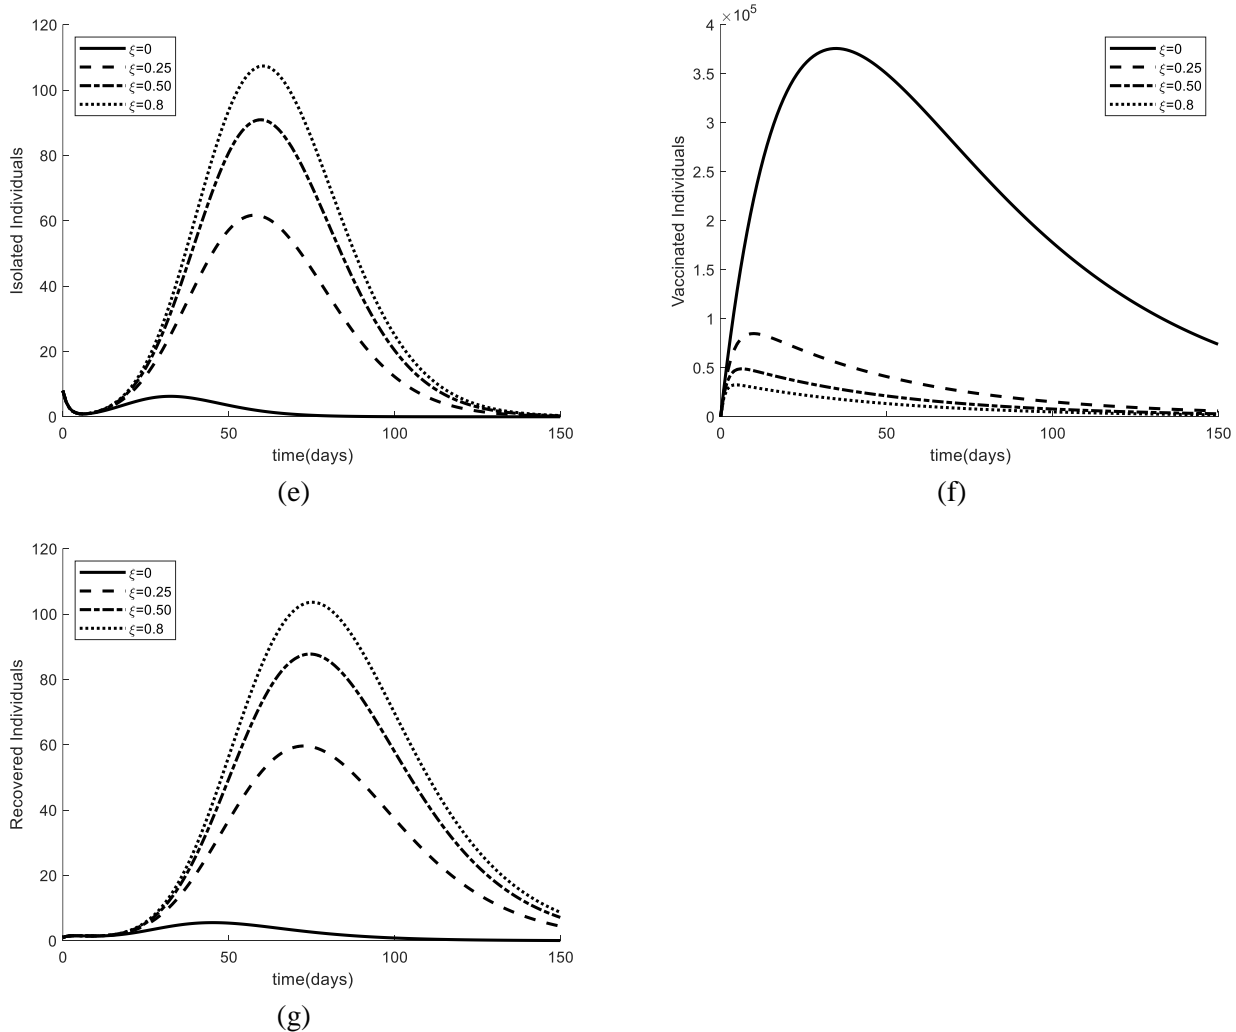 120
100
80
60
40
20
0
0
50
100
150
ξ=0
ξ=0.25
ξ=0.50
ξ=0.8
Isolated Individuals
time(days)
(e)
×10⁵
4
3.5
3
2.5
2
1.5
1
0.5
0
0
50
100
150
ξ=0
ξ=0.25
ξ=0.50
ξ=0.8
Vaccinated Individuals
time(days)
(f)
120
100
80
60
40
20
0
0
50
100
150
ξ=0
ξ=0.25
ξ=0.50
ξ=0.8
Recovered Individuals
time(days)
(g)